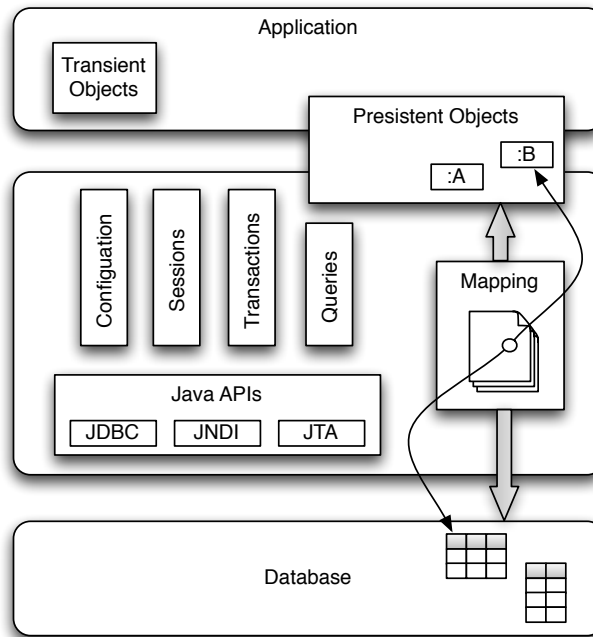 Application
Transient
Objects
Presistent Objects
:B
:A
Configuation
Sessions
Transactions
Queries
Mapping
Java APIs
JDBC
JNDI
JTA
Database